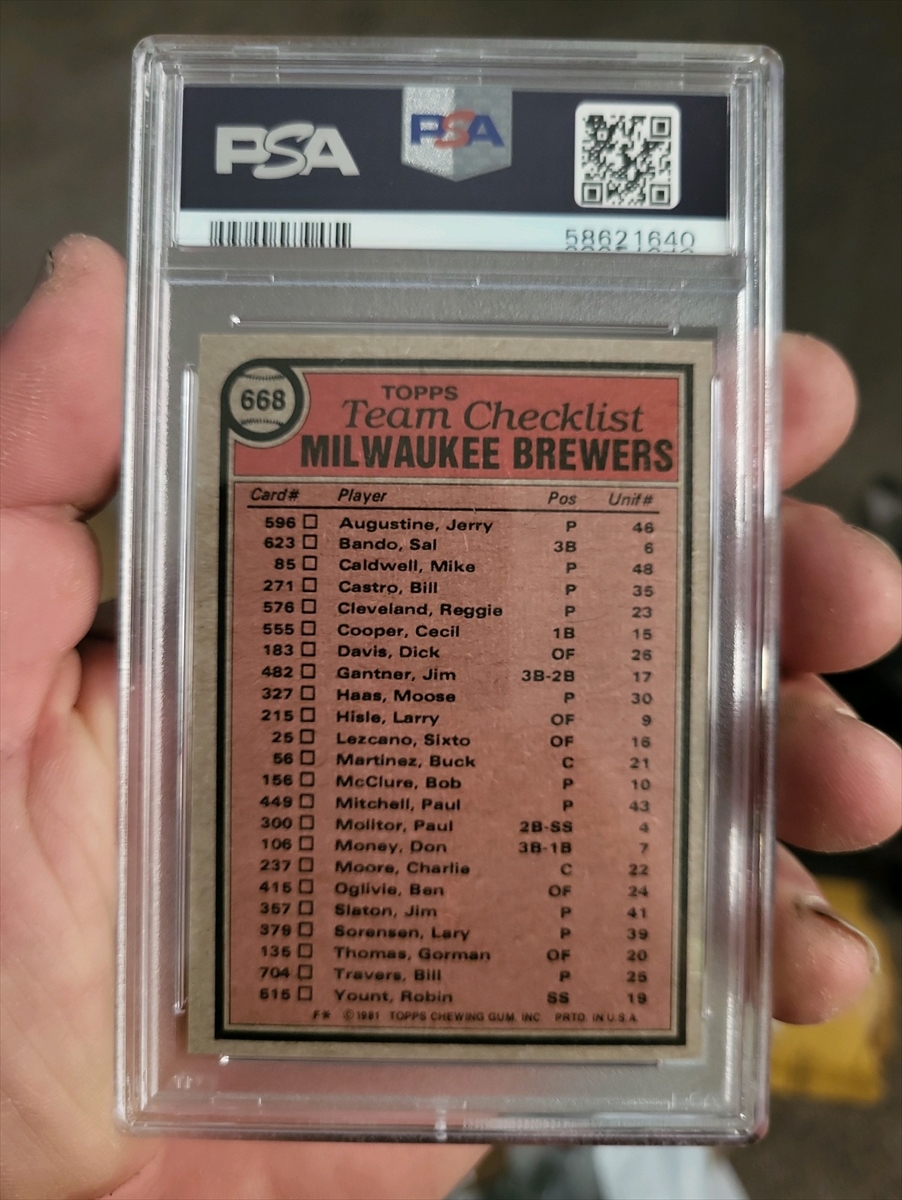 PSA PSA
58621640
668
TOPPS
Team Checklist
MILWAUKEE BREWERS
Card# Player Pos Unif#
596 □ Augustine, Jerry P 46
623 □ Bando, Sal 3B 6
85 □ Caldwell, Mike P 48
271 □ Castro, Bill P 35
576 □ Cleveland, Reggie P 23
555 □ Cooper, Cecil 1B 15
183 □ Davis, Dick OF 26
482 □ Gantner, Jim 3B-2B 17
327 □ Haas, Moose P 30
215 □ Hisle, Larry OF 9
25 □ Lezcano, Sixto OF 16
56 □ Martinez, Buck C 21
156 □ McClure, Bob P 10
449 □ Mitchell, Paul P 43
300 □ Molitor, Paul 2B-SS 4
106 □ Money, Don 3B-1B 7
237 □ Moore, Charlie C 22
415 □ Oglivie, Ben OF 24
357 □ Slaton, Jim P 41
379 □ Sorensen, Lary P 39
135 □ Thomas, Gorman OF 20
704 □ Travers, Bill P 25
515 □ Yount, Robin SS 19
F* ©1981 TOPPS CHEWING GUM, INC. PRTD. IN U.S.A.